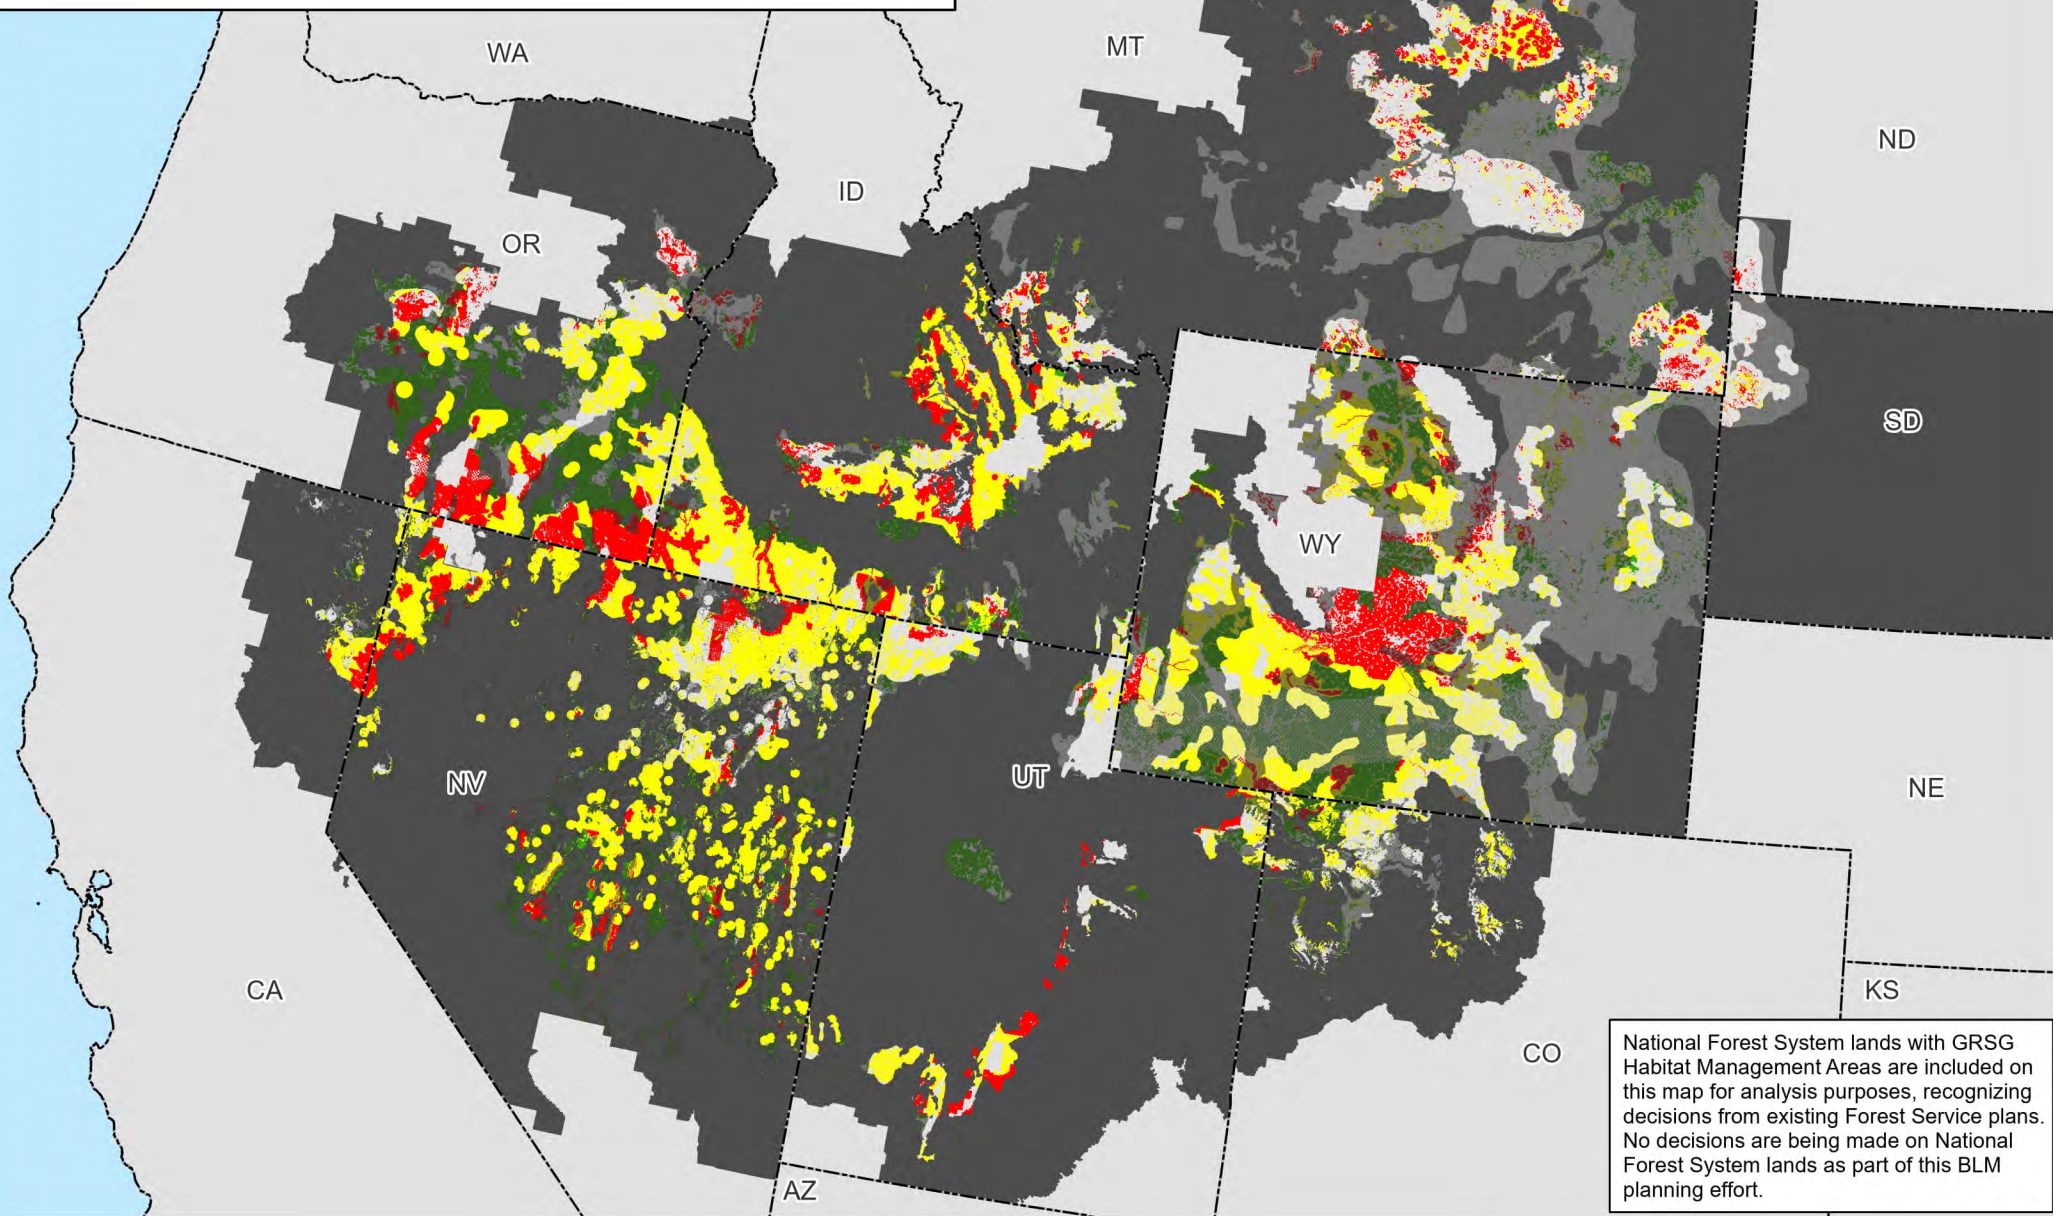 WA
MT
ND
ID
OR
SD
WY
NV
UT
NE
CA
KS
CO
AZ
National Forest System lands with GRSG
Habitat Management Areas are included on
this map for analysis purposes, recognizing
decisions from existing Forest Service plans.
No decisions are being made on National
Forest System lands as part of this BLM
planning effort.